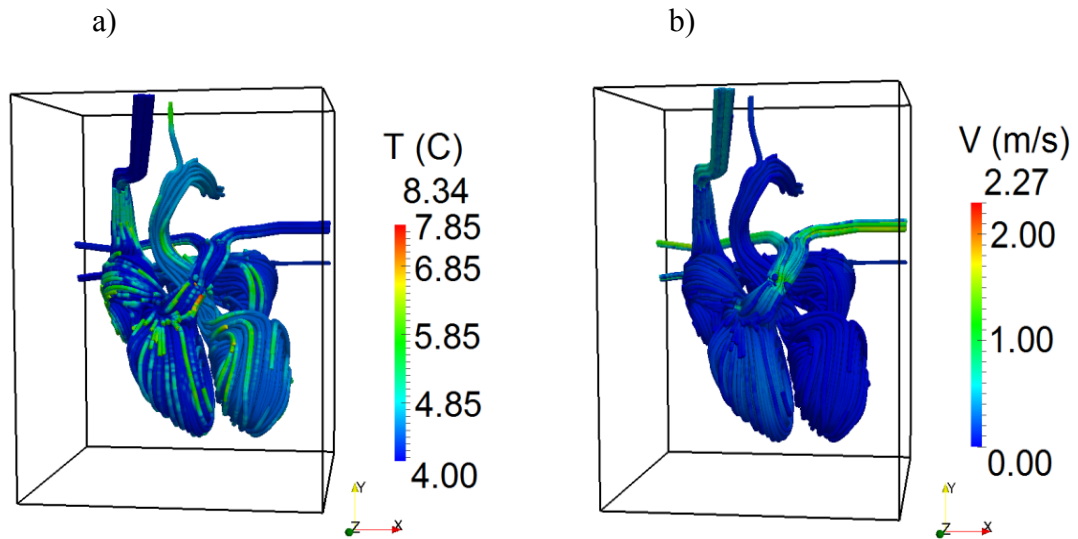 a)
b)
T (C)
8.34
7.85
6.85
5.85
4.85
4.00
Y
Z
X
V (m/s)
2.27
2.00
1.00
0.00
Y
Z
X